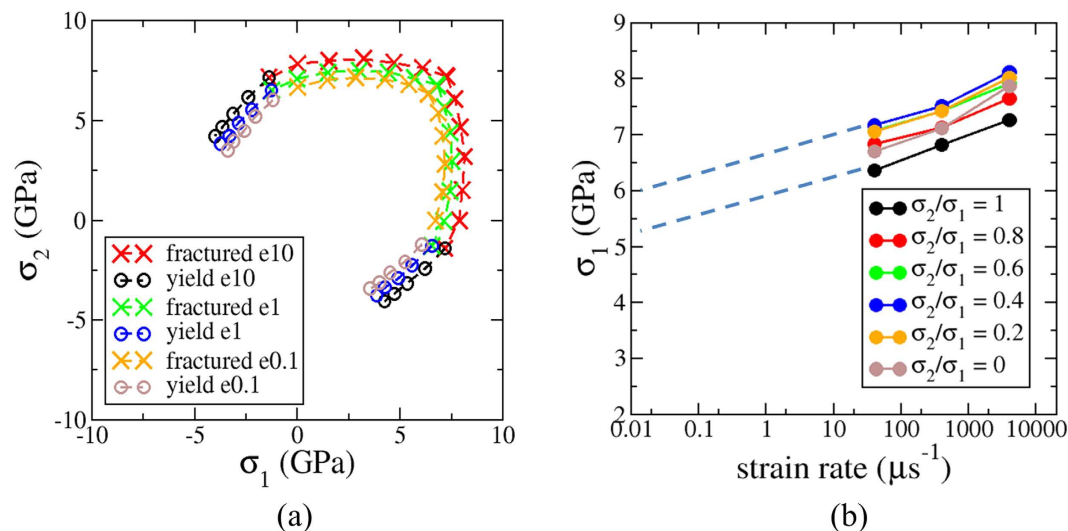 10
5
0
-5
-10
σ2 (GPa)
fractured e10
yield e10
fractured e1
yield e1
fractured e0.1
yield e0.1
-10 -5 0 5 10
σ1 (GPa)
(a)
9
8
7
6
5
4
3
2
σ1 (GPa)
σ2/σ1 = 1
σ2/σ1 = 0.8
σ2/σ1 = 0.6
σ2/σ1 = 0.4
σ2/σ1 = 0.2
σ2/σ1 = 0
0.01 0.1 1 10 100 1000 10000
strain rate (μs-1)
(b)